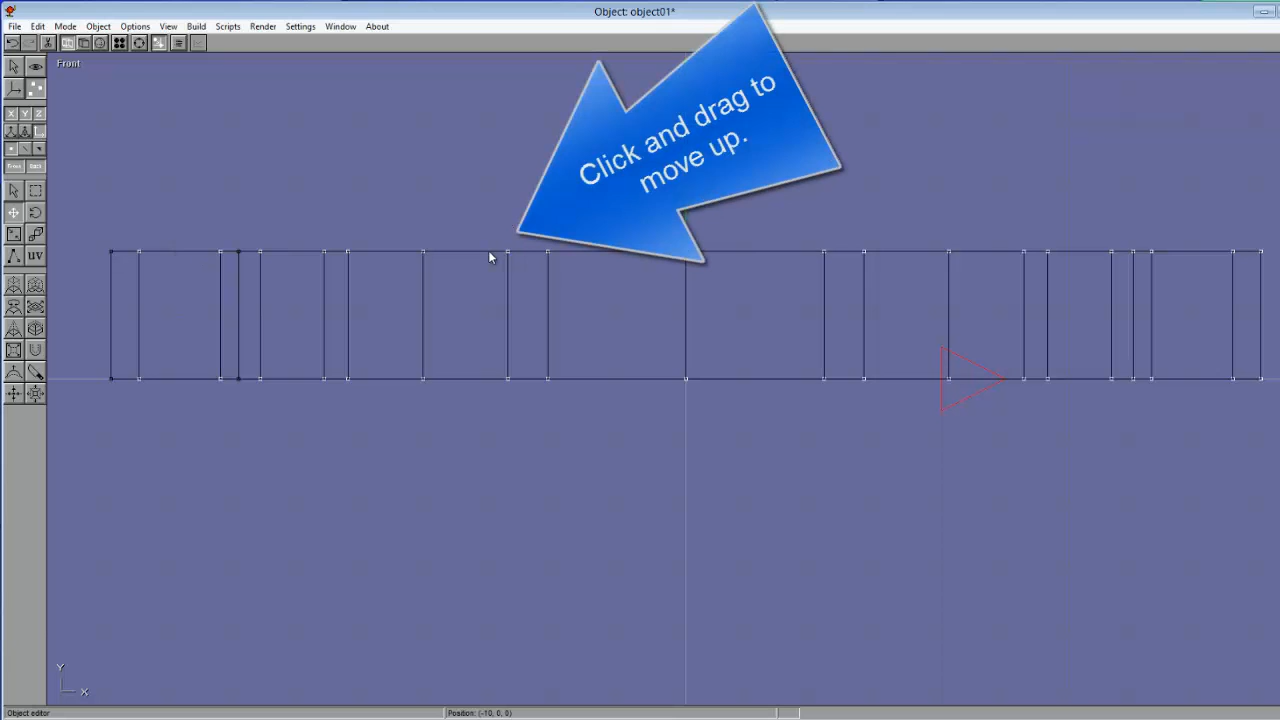 Object: object01*
File Edit Mode Object Options View Build Scripts Render Settings Window About
Front
Click and drag to
move up.
X Y Z
uv
Y
X
Object editor
Position: (-10, 0, 0)